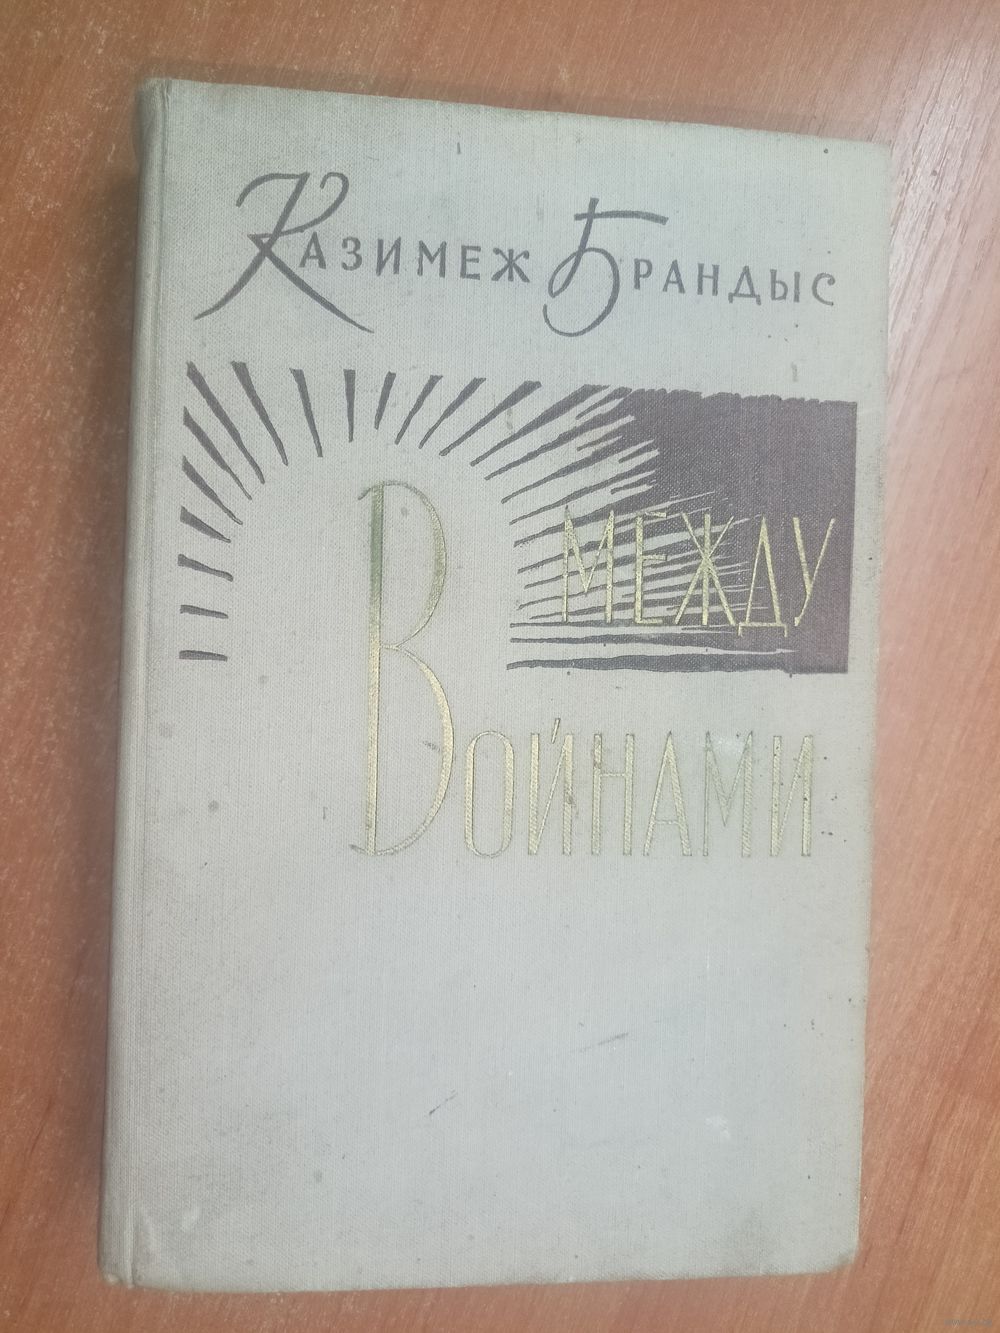 Казимеж Брандыс
МЕЖДУ
Войнами